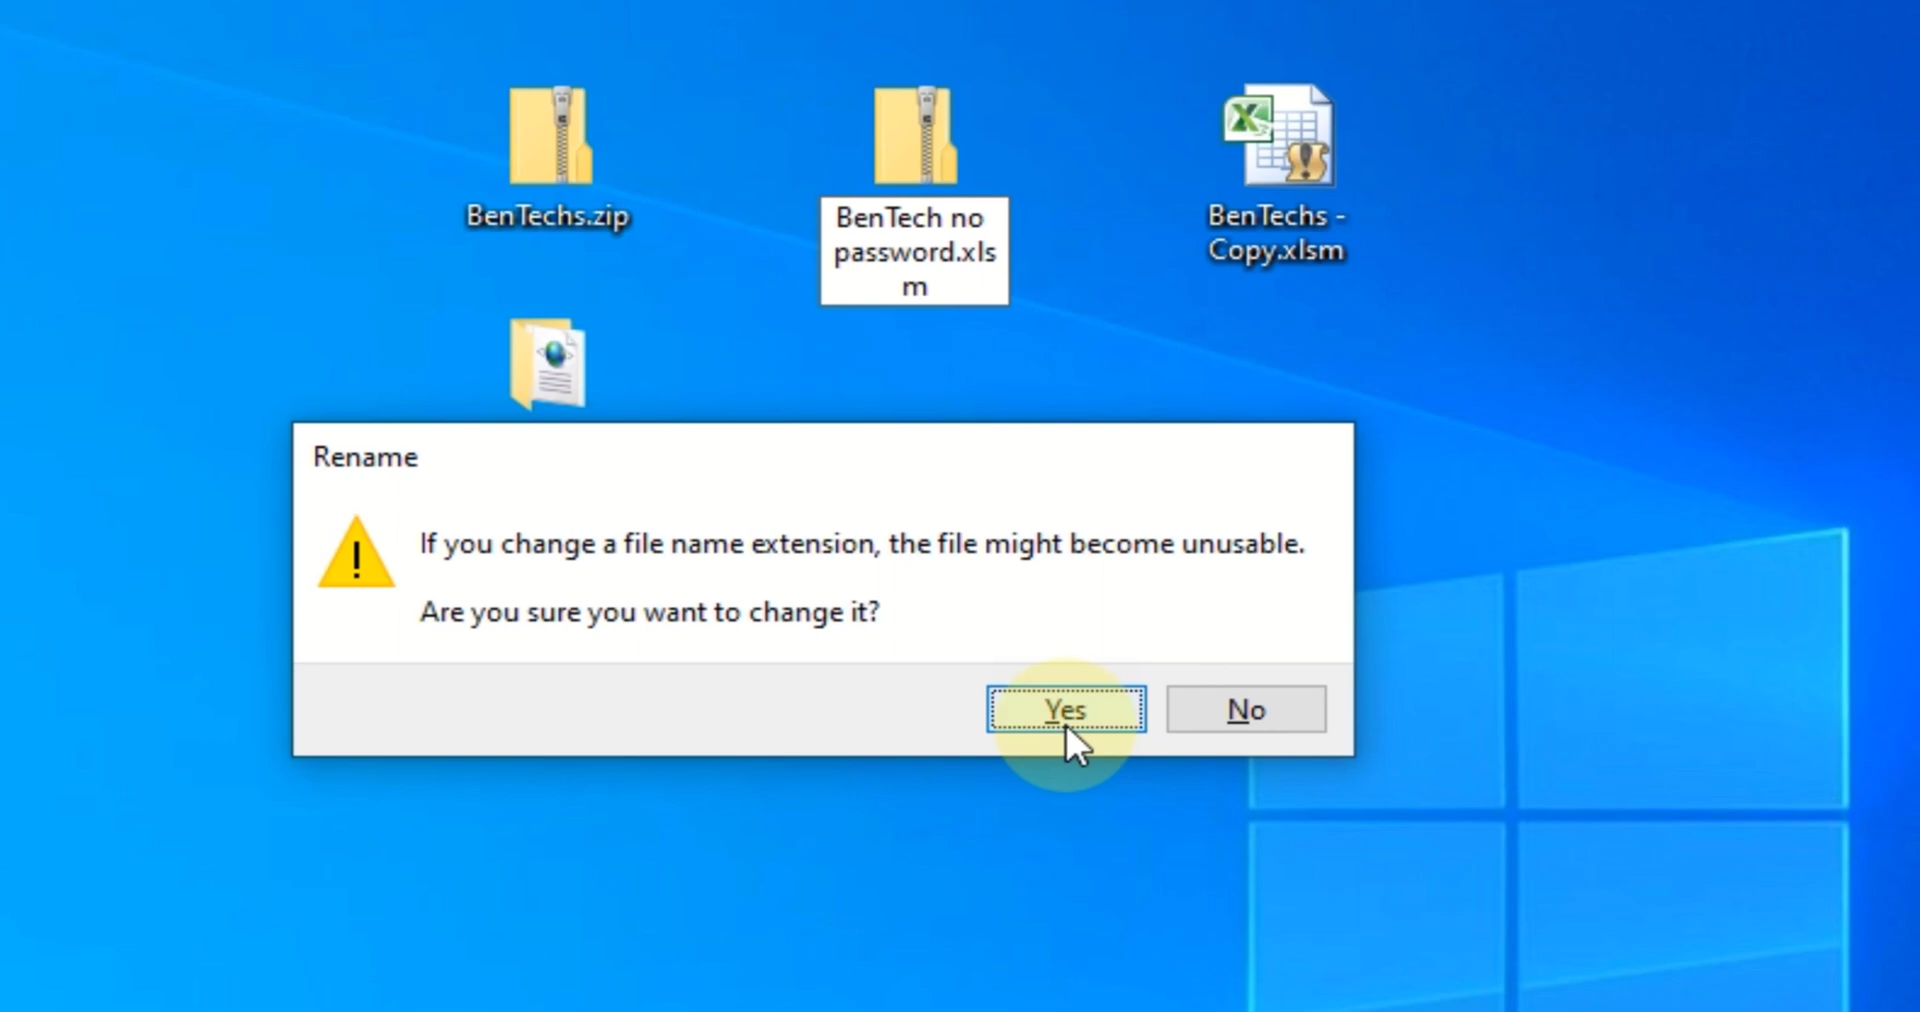 BenTechs.zip
BenTech no
password.xls
m
BenTechs -
Copy.xlsm
Rename
If you change a file name extension, the file might become unusable.
Are you sure you want to change it?
Yes
No